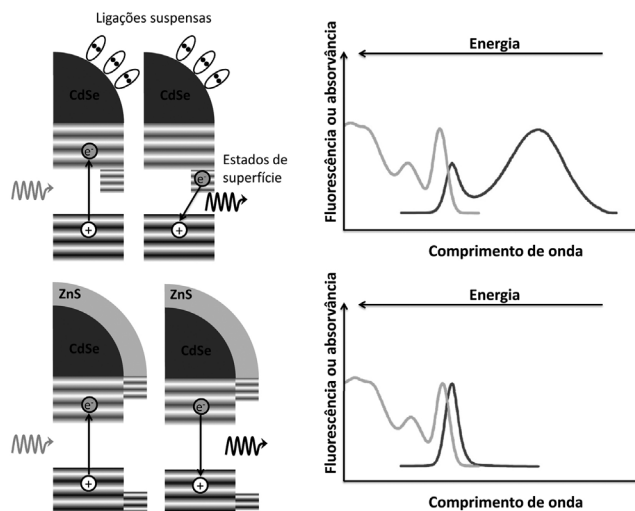 Ligações suspensas
CdSe
CdSe
e-
e-
Estados de
superfície
+
+
Energia
Fluorescência ou absorvância
Comprimento de onda
ZnS
ZnS
CdSe
CdSe
e-
e-
+
+
Energia
Fluorescência ou absorvância
Comprimento de onda